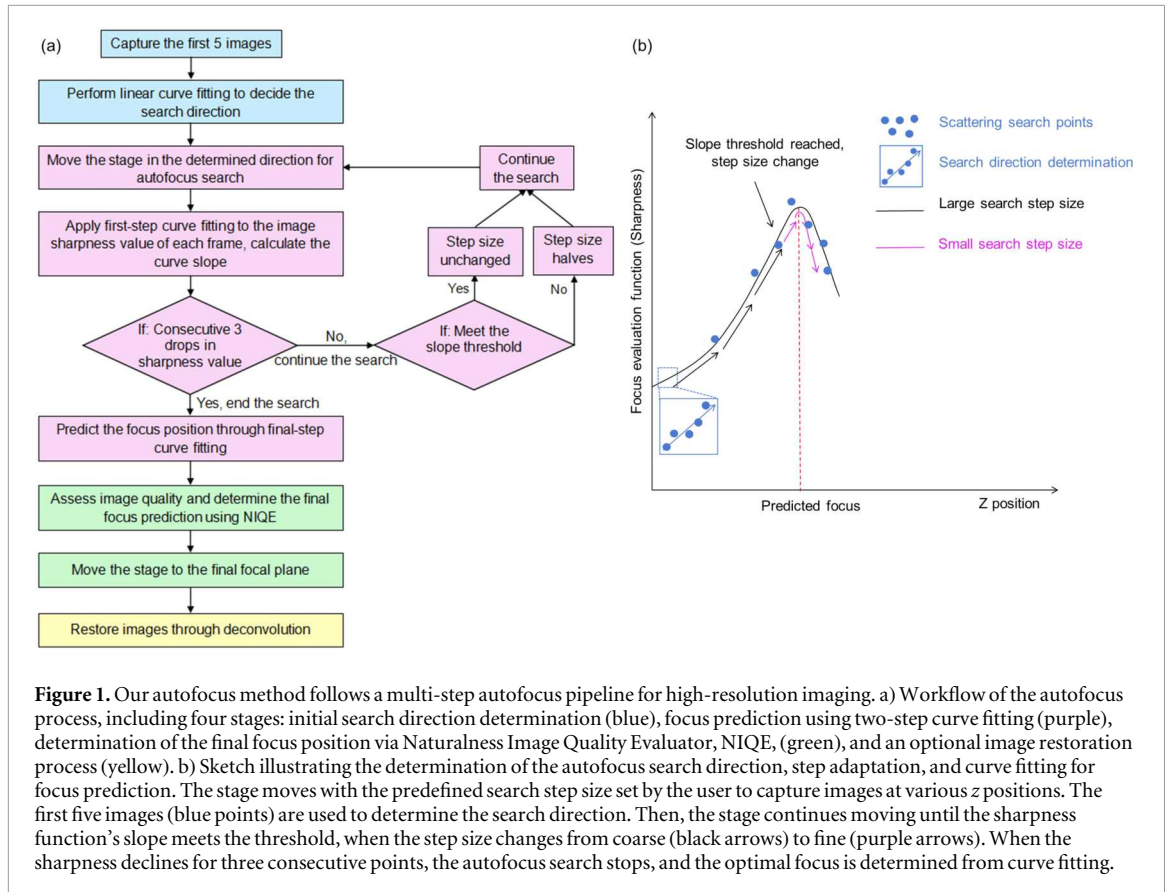 (a)
Capture the first 5 images
Perform linear curve fitting to decide the
search direction
Move the stage in the determined direction for
autofocus search
Continue
the search
Apply first-step curve fitting to the image
sharpness value of each frame, calculate the
curve slope
Step size
unchanged
Step size
halves
Yes
No
If: Consecutive 3
drops in
sharpness value
No,
continue the search
If: Meet the
slope threshold
Yes, end the search
Predict the focus position through final-step
curve fitting
Assess image quality and determine the final
focus prediction using NIQE
Move the stage to the final focal plane
Restore images through deconvolution
(b)
Focus evaluation function (Sharpness)
Slope threshold reached,
step size change
Scattering search points
Search direction determination
Large search step size
Small search step size
Predicted focus
Z position
Figure 1. Our autofocus method follows a multi-step autofocus pipeline for high-resolution imaging. a) Workflow of the autofocus
process, including four stages: initial search direction determination (blue), focus prediction using two-step curve fitting (purple),
determination of the final focus position via Naturalness Image Quality Evaluator, NIQE, (green), and an optional image restoration
process (yellow). b) Sketch illustrating the determination of the autofocus search direction, step adaptation, and curve fitting for
focus prediction. The stage moves with the predefined search step size set by the user to capture images at various z positions. The
first five images (blue points) are used to determine the search direction. Then, the stage continues moving until the sharpness
function's slope meets the threshold, when the step size changes from coarse (black arrows) to fine (purple arrows). When the
sharpness declines for three consecutive points, the autofocus search stops, and the optimal focus is determined from curve fitting.